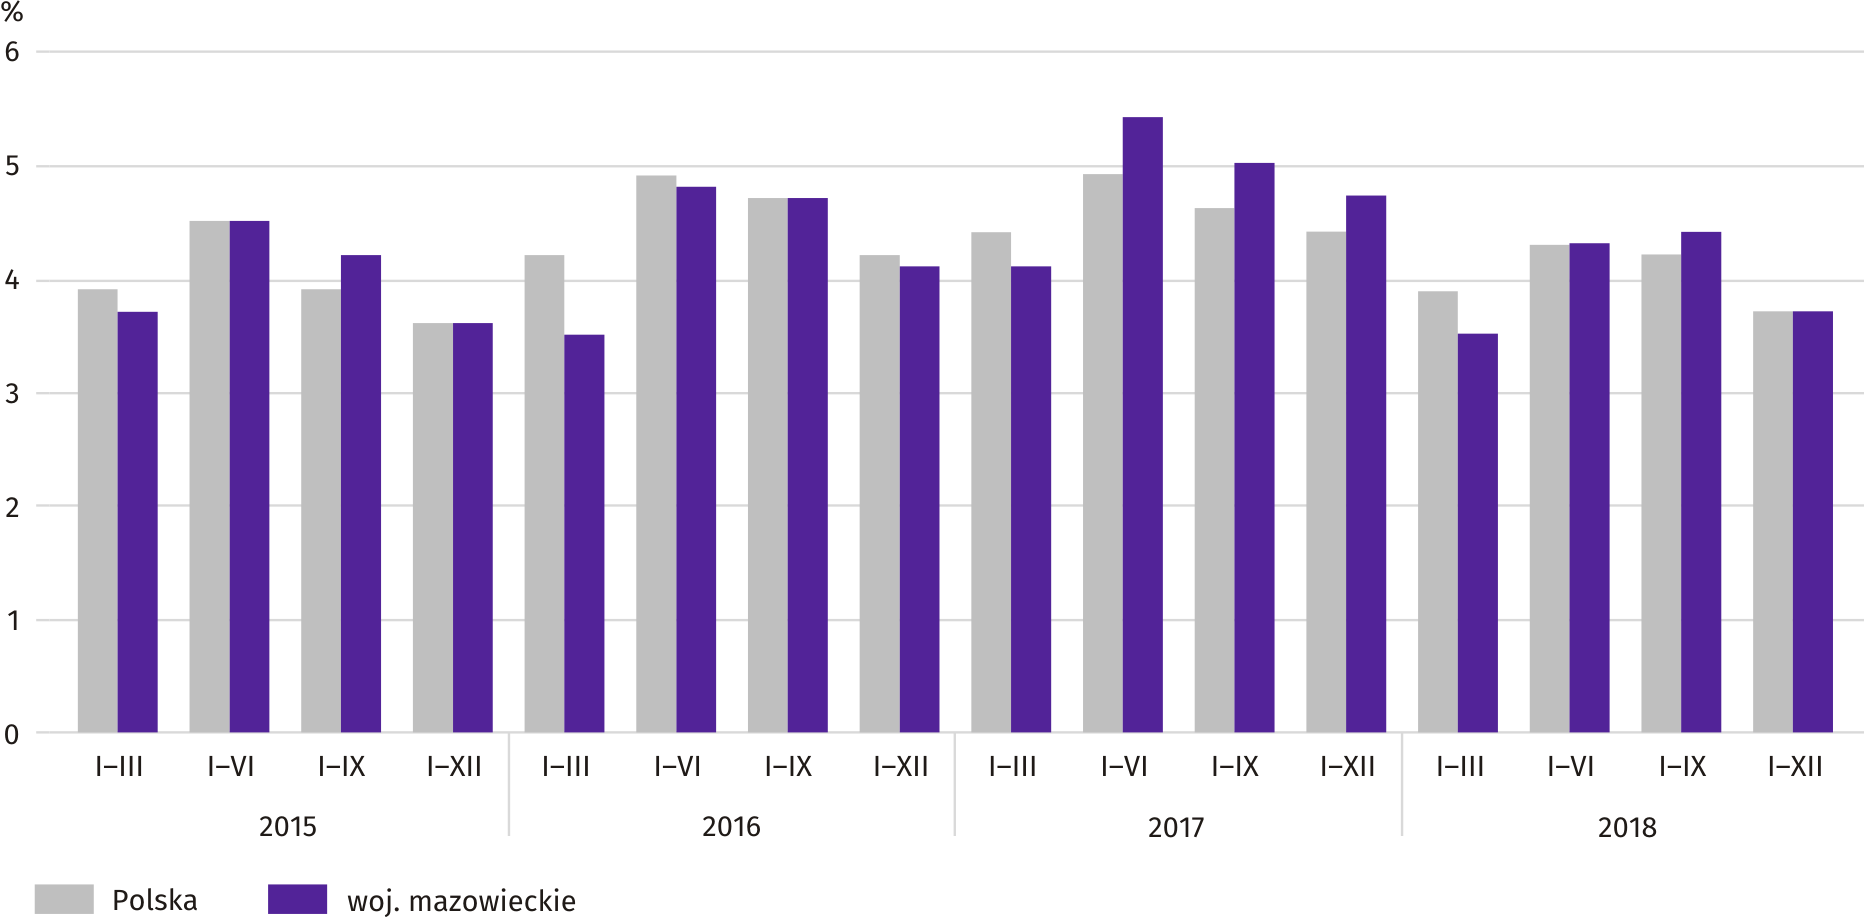 %
6
5
4
3
2
1
0
I–III I–VI I–IX I–XII I–III I–VI I–IX I–XII I–III I–VI I–IX I–XII I–III I–VI I–IX I–XII
2015 2016 2017 2018
Polska woj. mazowieckie